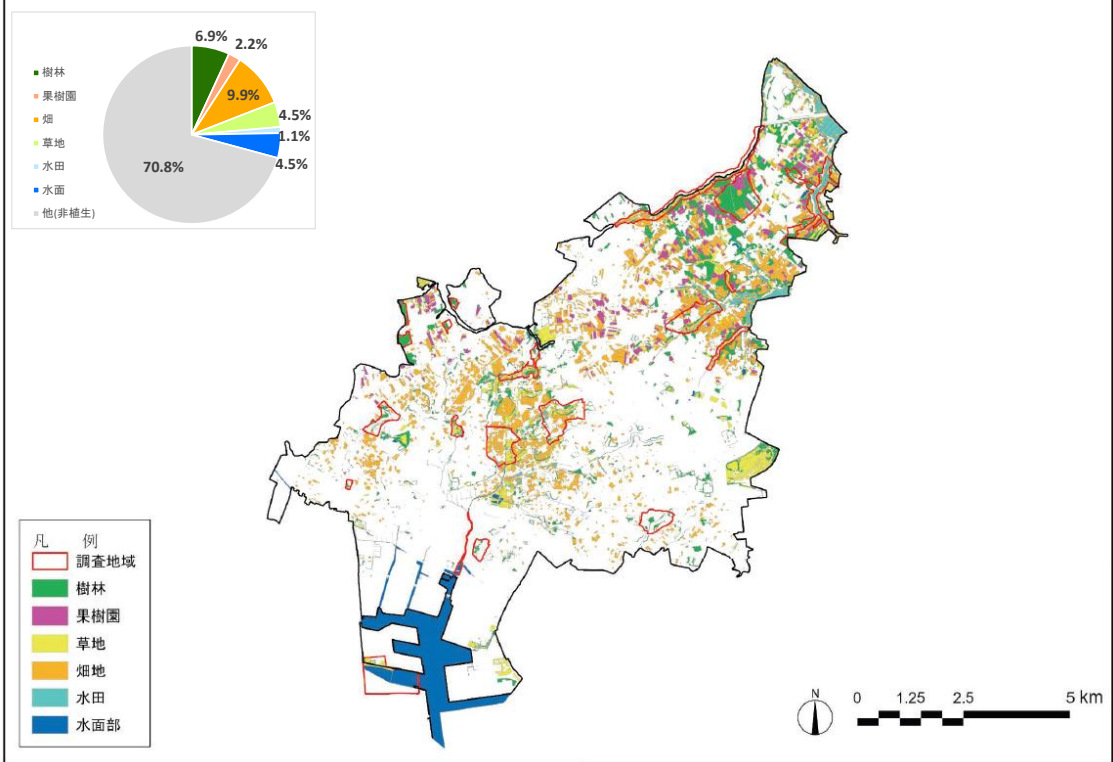 6.9%
2.2%
9.9%
4.5%
1.1%
4.5%
70.8%
樹林
果樹園
畑
草地
水田
水面
他(非植生)
凡 例
調査地域
樹林
果樹園
草地
畑地
水田
水面部
N
0 1.25 2.5 5 km